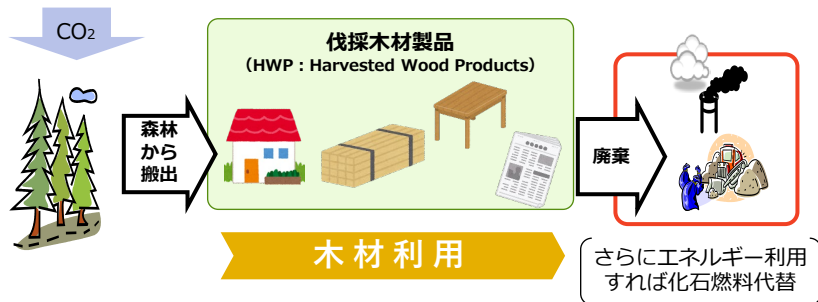 CO₂
伐採木材製品
（HWP：Harvested Wood Products）
森林
から
搬出
廃棄
木材利用
さらにエネルギー利用
すれば化石燃料代替